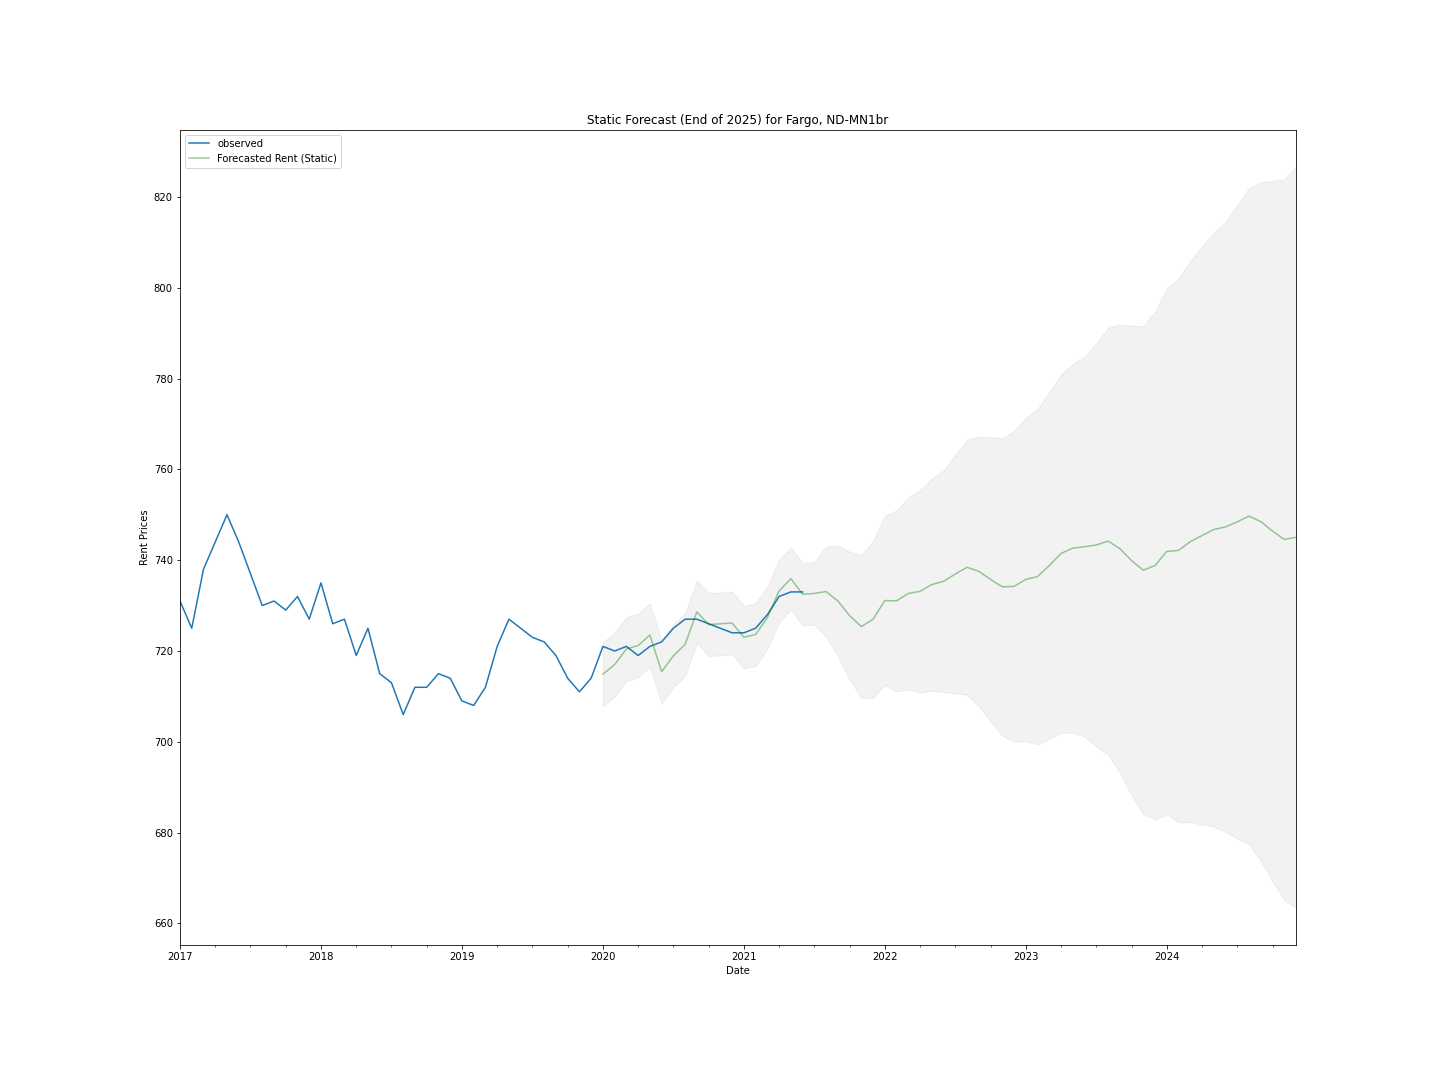 Static Forecast (End of 2025) for Fargo, ND-MN1br
observed
Forecasted Rent (Static)
820
800
780
760
740
720
700
680
660
Rent Prices
2017 2018 2019 2020 2021 2022 2023 2024
Date